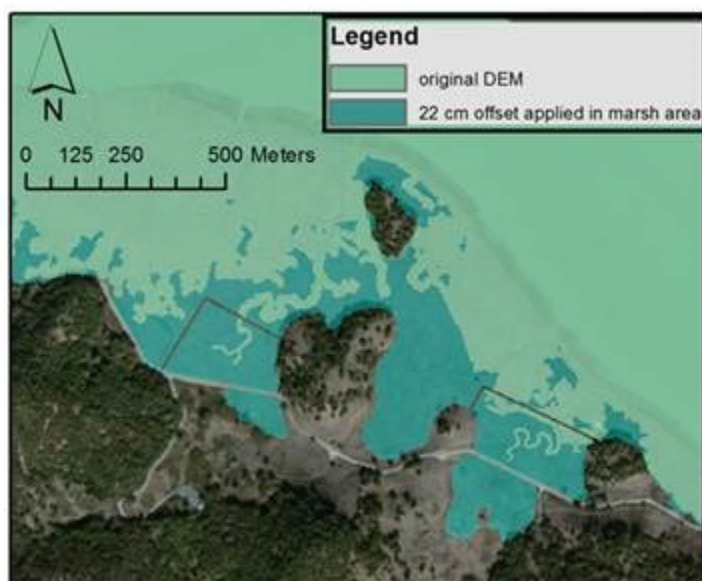 Legend
original DEM
22 cm offset applied in marsh area
N
0 125 250 500 Meters